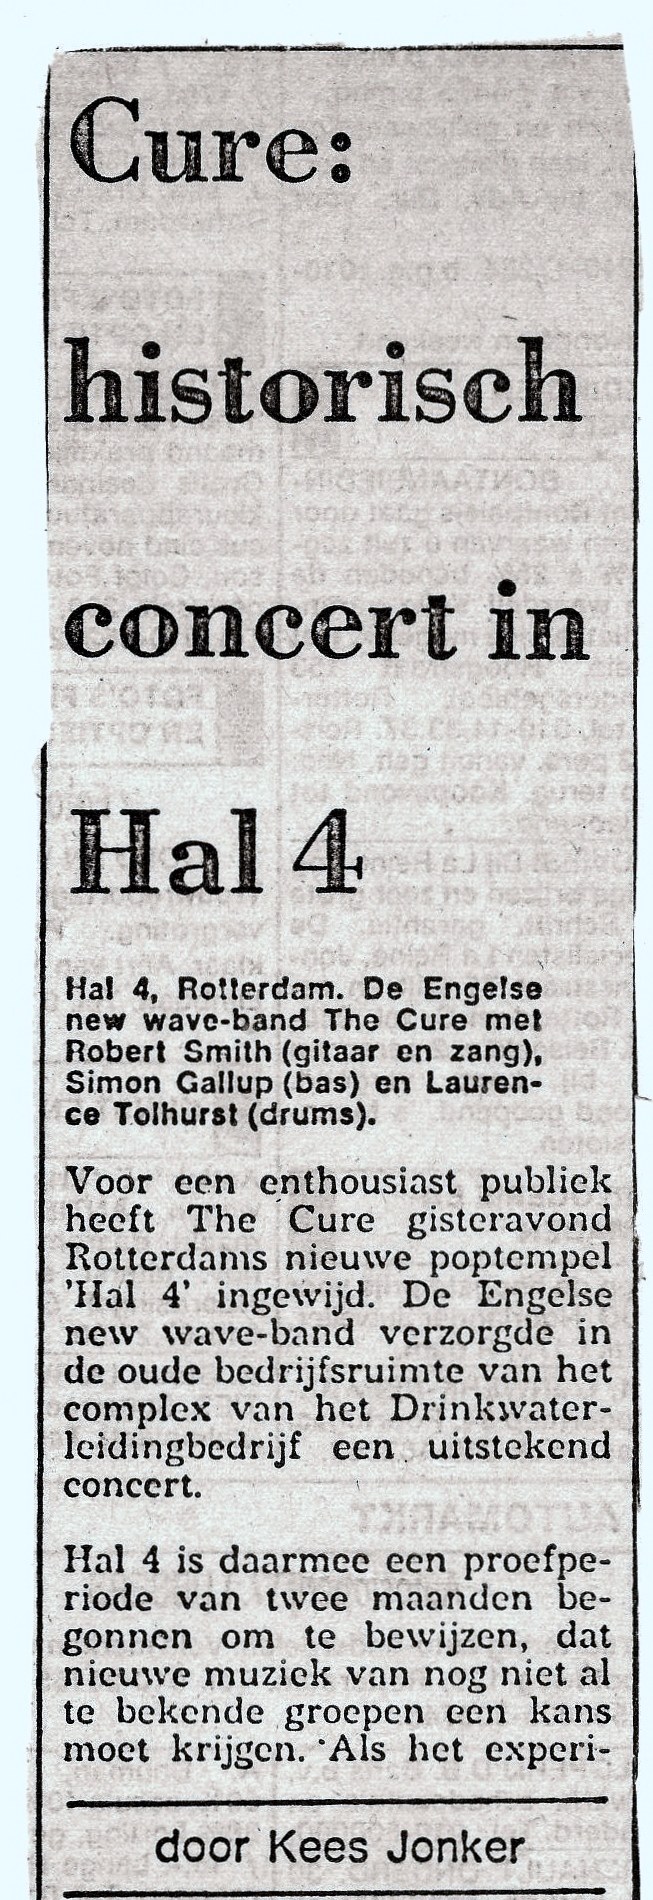 Cure:
historisch
concert in
Hal 4
Hal 4, Rotterdam. De Engelse
new wave-band The Cure met
Robert Smith (gitaar en zang),
Simon Gallup (bas) en Lauren-
ce Tolhurst (drums).
Voor een enthousiast publiek
heeft The Cure gisteravond
Rotterdams nieuwe poptempel
'Hal 4' ingewijd. De Engelse
new wave-band verzorgde in
de oude bedrijfsruimte van het
complex van het Drinkwater-
leidingbedrijf een uitstekend
concert.
Hal 4 is daarmee een proefpe-
riode van twee maanden be-
gonnen om te bewijzen, dat
nieuwe muziek van nog niet al
te bekende groepen een kans
moet krijgen. Als het experi-
door Kees Jonker